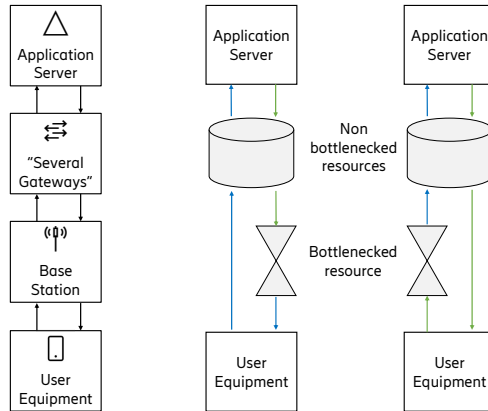 Application
Server
“Several
Gateways”
Base
Station
User
Equipment
Application
Server
Non
bottlenecked
resources
Bottlenecked
resource
User
Equipment
Application
Server
User
Equipment